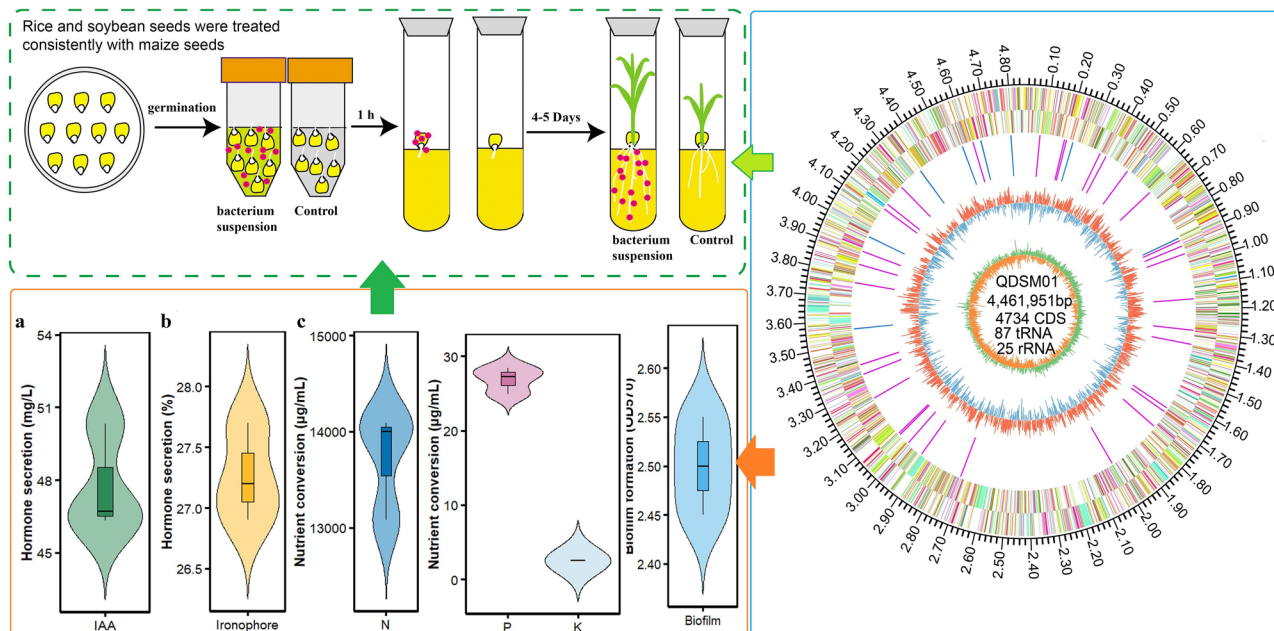 Rice and soybean seeds were treated
consistently with maize seeds
germination
1 h
4-5 Days
bacterium
suspension
Control
bacterium
suspension
Control
a
b
c
Hormone secretion (mg/L)
54
51
48
45
IAA
Hormone secretion (%)
28.0
27.5
27.0
26.5
Ironophore
Nutrient conversion (µg/mL)
15000
14000
13000
N
Nutrient conversion (µg/mL)
30
20
10
0
P
K
Biofilm formation (OD570)
2.60
2.55
2.50
2.45
2.40
Biofilm
QDSM01
4,461,951bp
4734 CDS
87 tRNA
25 rRNA
0.10
0.20
0.30
0.40
0.50
0.60
0.70
0.80
0.90
1.00
1.10
1.20
1.30
1.40
1.50
1.60
1.70
1.80
1.90
2.00
2.10
2.20
2.30
2.40
2.50
2.60
2.70
2.80
2.90
3.00
3.10
3.20
3.30
3.40
3.50
3.60
3.70
3.80
3.90
4.00
4.10
4.20
4.30
4.40
4.50
4.60
4.70
4.80